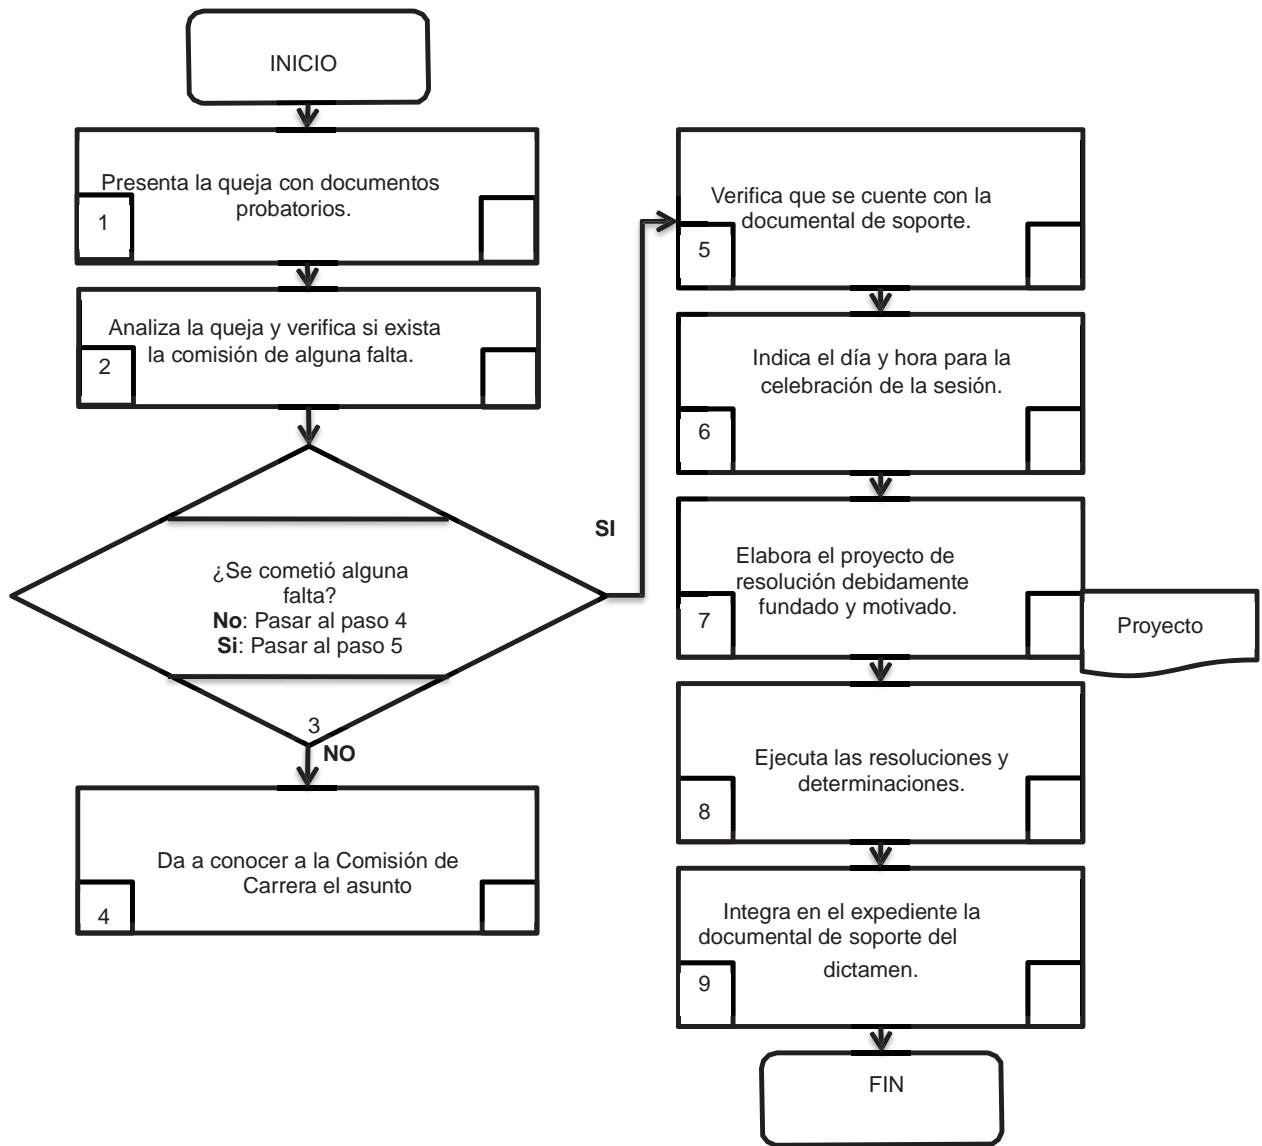 INICIO
Presenta la queja con documentos
probatorios.
1
Analiza la queja y verifica si exista
la comisión de alguna falta.
2
¿Se cometió alguna
falta?
No: Pasar al paso 4
Si: Pasar al paso 5
3
SI
NO
Da a conocer a la Comisión de
Carrera el asunto
4
Verifica que se cuente con la
documental de soporte.
5
Indica el día y hora para la
celebración de la sesión.
6
Elabora el proyecto de
resolución debidamente
fundado y motivado.
7
Proyecto
Ejecuta las resoluciones y
determinaciones.
8
Integra en el expediente la
documental de soporte del
dictamen.
9
FIN